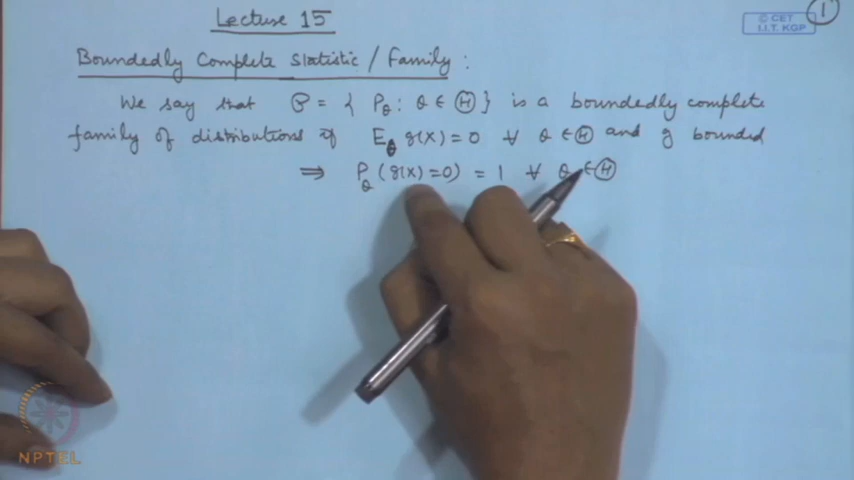 Lecture 15
1
© CET
I.I.T. KGP
Boundedly Complete Statistic / Family :
We say that 𝒫 = { P_θ : θ ∈ Ⓗ } is a boundedly complete
family of distributions if E_θ g(X) = 0 ∀ θ ∈ Ⓗ and g bounded
⇒ P_θ (g(X) = 0) = 1 ∀ θ ∈ Ⓗ
NPTEL